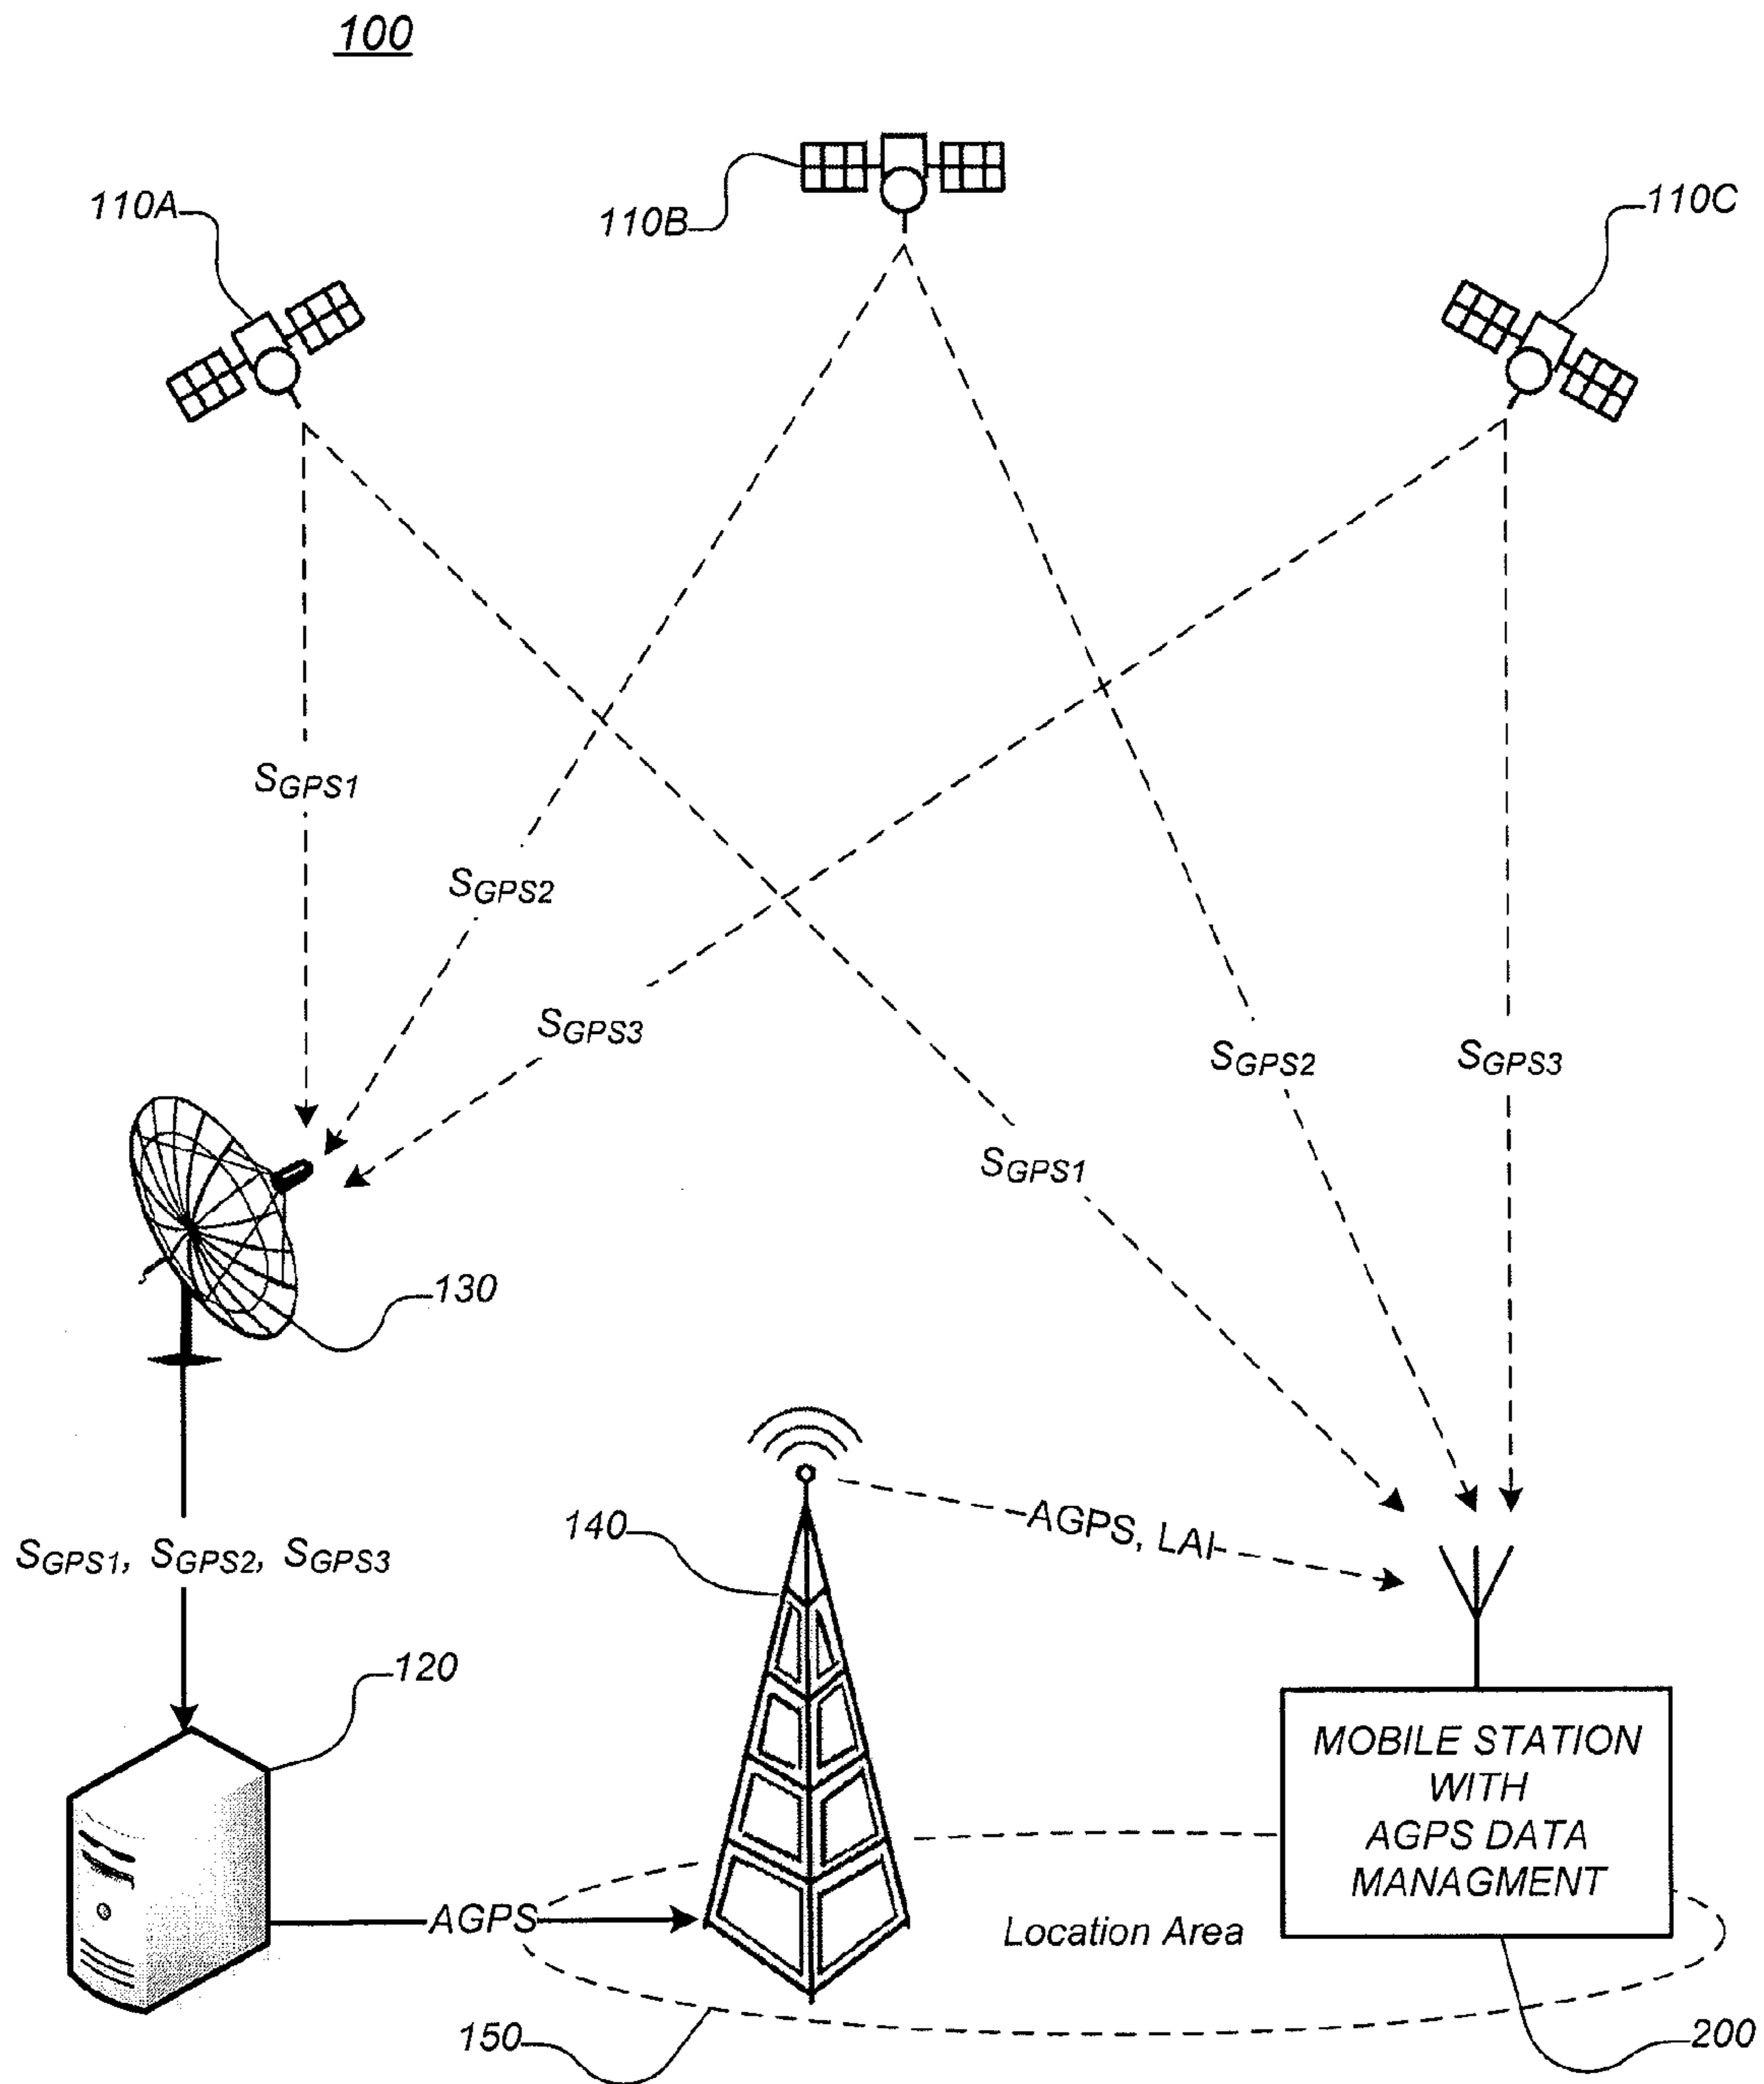 100
110A
110B
110C
SGPS1
SGPS2
SGPS3
SGPS2
SGPS3
SGPS1
130
140
AGPS, LAI
SGPS1, SGPS2, SGPS3
120
MOBILE STATION
WITH
AGPS DATA
MANAGMENT
AGPS
Location Area
150
200